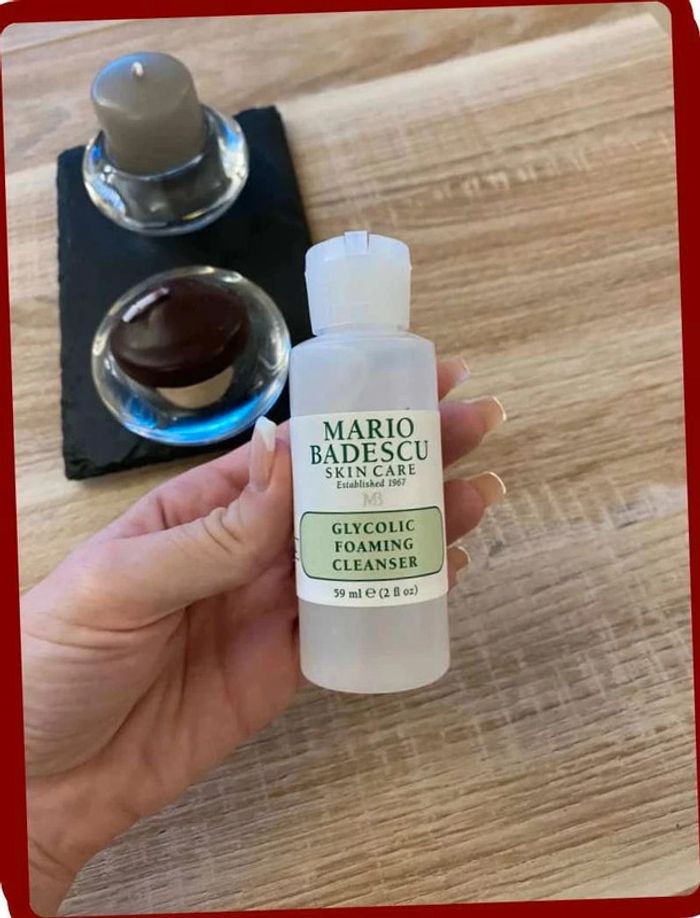 MARIO
BADESCU
SKIN CARE
Established 1967
MB
GLYCOLIC
FOAMING
CLEANSER
59 ml ℮ (2 fl oz)